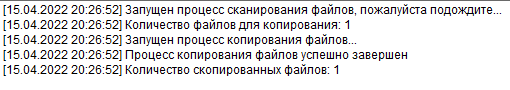 [15.04.2022 20:26:52] Запущен процесс сканирования файлов, пожалуйста подождите...
[15.04.2022 20:26:52] Количество файлов для копирования: 1
[15.04.2022 20:26:52] Запущен процесс копирования файлов...
[15.04.2022 20:26:52] Процесс копирования файлов успешно завершен
[15.04.2022 20:26:52] Количество скопированных файлов: 1